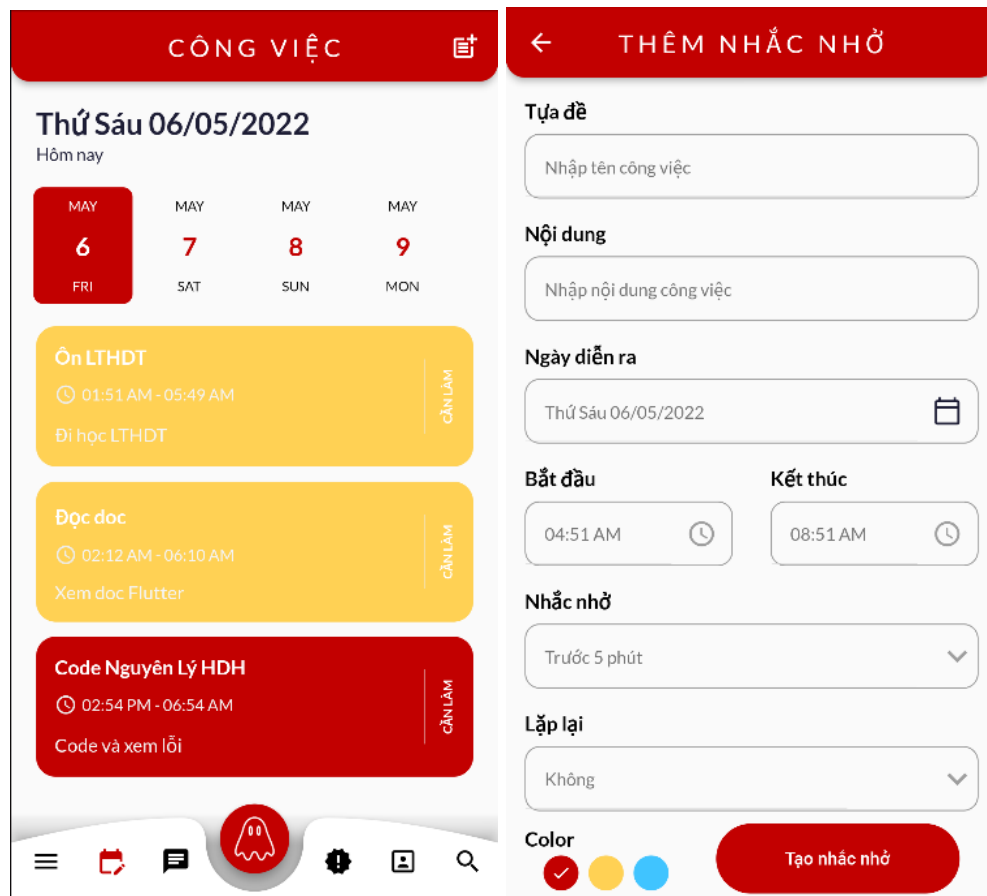 CÔNG VIỆC
Thứ Sáu 06/05/2022
Hôm nay
MAY MAY MAY MAY
6 7 8 9
FRI SAT SUN MON
Ôn LTHDT
01:51 AM - 05:49 AM
Đi học LTHDT
CẦN LÀM
Đọc doc
02:12 AM - 06:10 AM
Xem doc Flutter
CẦN LÀM
Code Nguyên Lý HDH
02:54 PM - 06:54 AM
Code và xem lỗi
CẦN LÀM
THÊM NHẮC NHỞ
Tựa đề
Nhập tên công việc
Nội dung
Nhập nội dung công việc
Ngày diễn ra
Thứ Sáu 06/05/2022
Bắt đầu Kết thúc
04:51 AM 08:51 AM
Nhắc nhở
Trước 5 phút
Lặp lại
Không
Color
Tạo nhắc nhở